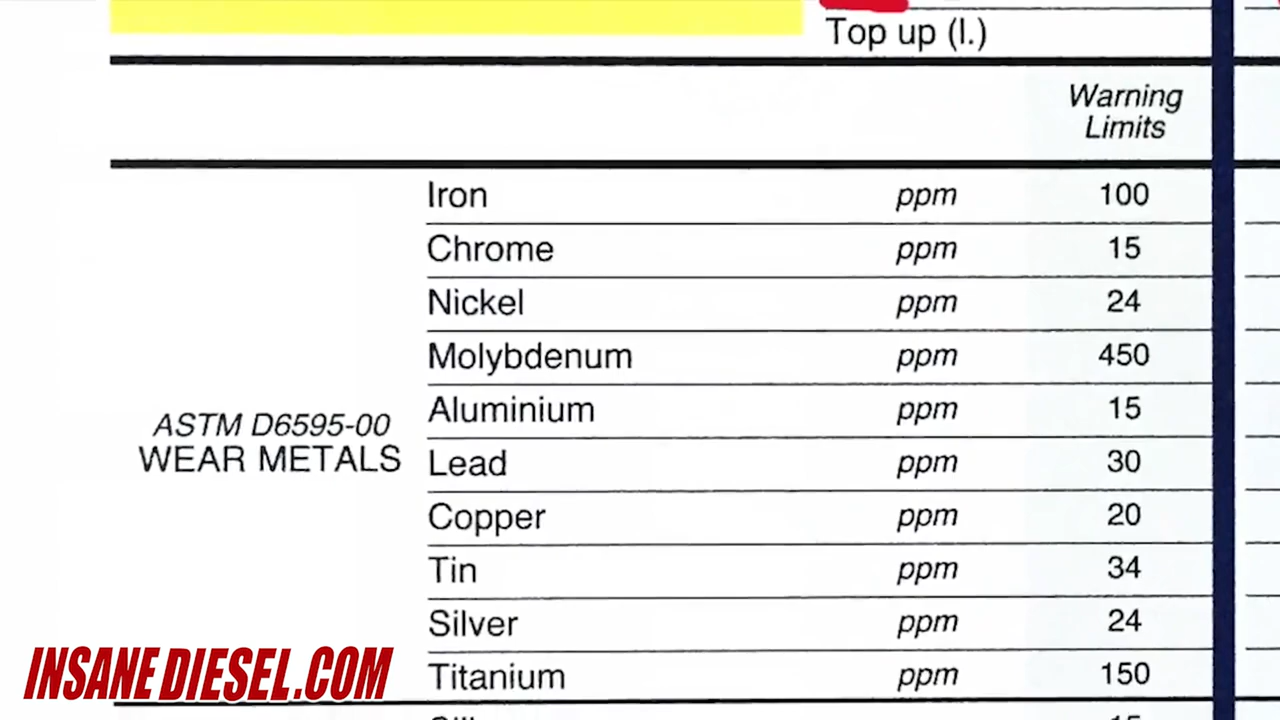 Top up (l.)
Warning
Limits
Iron ppm 100
Chrome ppm 15
Nickel ppm 24
Molybdenum ppm 450
Aluminium ppm 15
ASTM D6595-00
WEAR METALS
Lead ppm 30
Copper ppm 20
Tin ppm 34
Silver ppm 24
Titanium ppm 150
INSANE DIESEL.COM